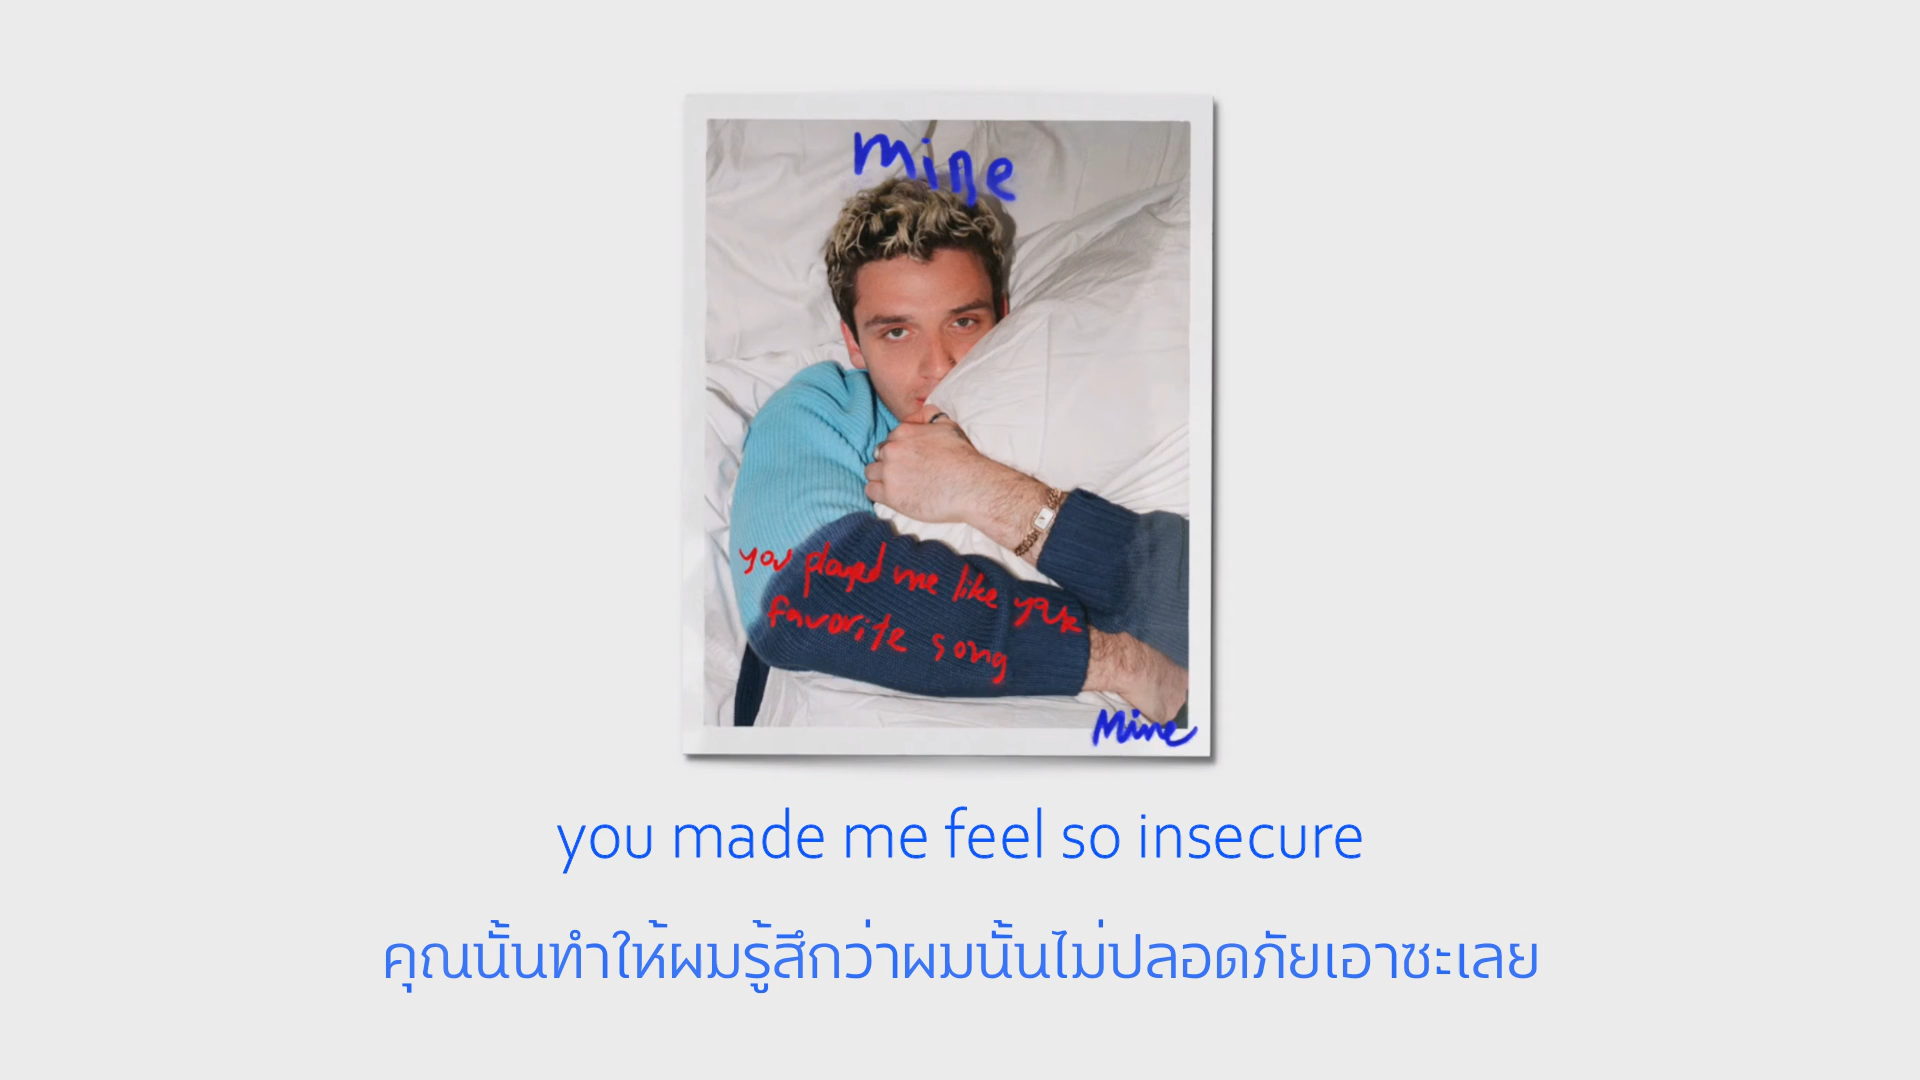 mine
you played me like your
favorite song
Mine
you made me feel so insecure
คุณนั้นทำให้ผมรู้สึกว่าผมนั้นไม่ปลอดภัยเอาซะเลย